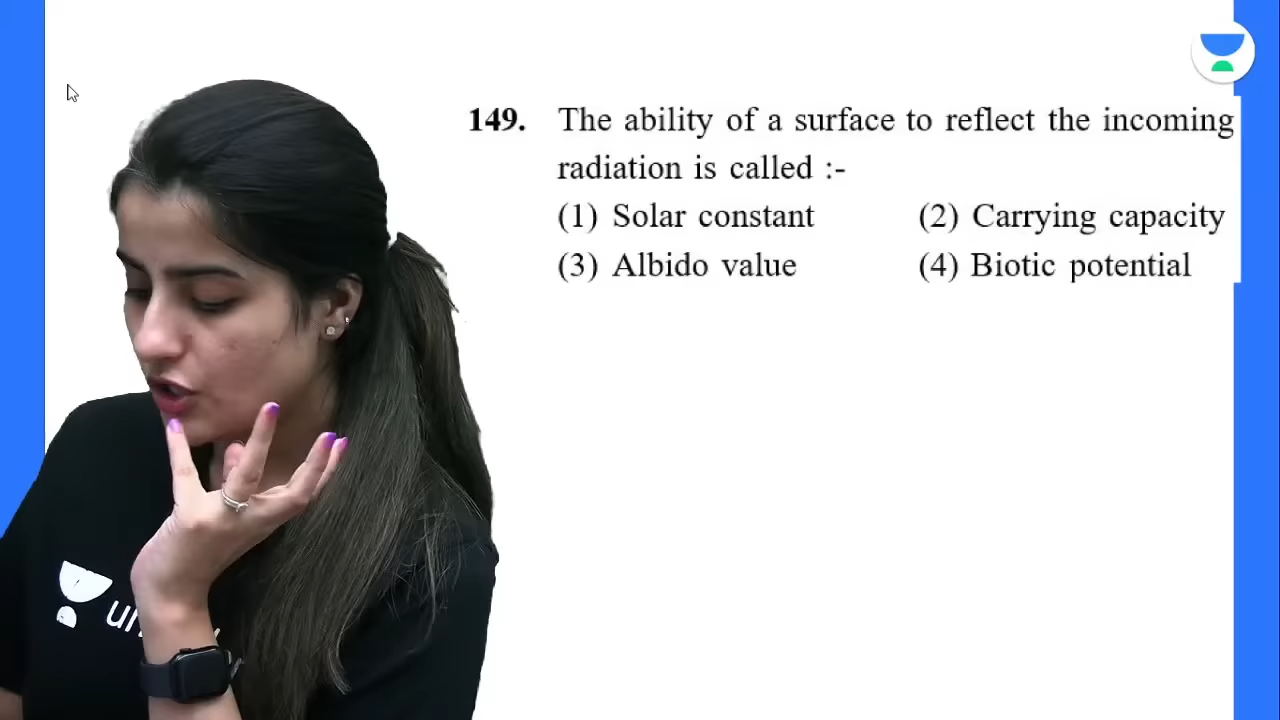 149. The ability of a surface to reflect the incoming
radiation is called :-
(1) Solar constant (2) Carrying capacity
(3) Albido value (4) Biotic potential